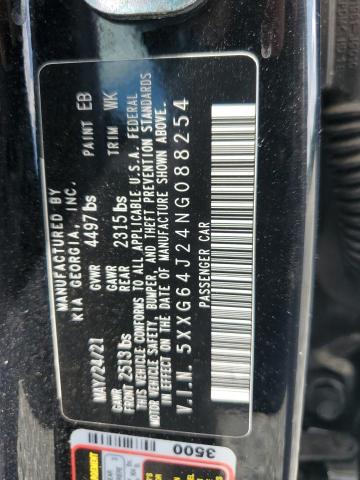 MANUFACTURED BY
KIA GEORGIA, INC.
MAY/24/21 GVWR 4497 lbs PAINT EB
GAWR FRONT 2513 lbs GAWR REAR 2915 lbs TRIM WK
THIS VEHICLE CONFORMS TO ALL APPLICABLE U.S.A. FEDERAL
MOTOR VEHICLE SAFETY, BUMPER, AND THEFT PREVENTION STANDARDS
IN EFFECT ON THE DATE OF MANUFACTURE SHOWN ABOVE.
V.I.N. 5XXG64J24NG088254
PASSENGER CAR
3500